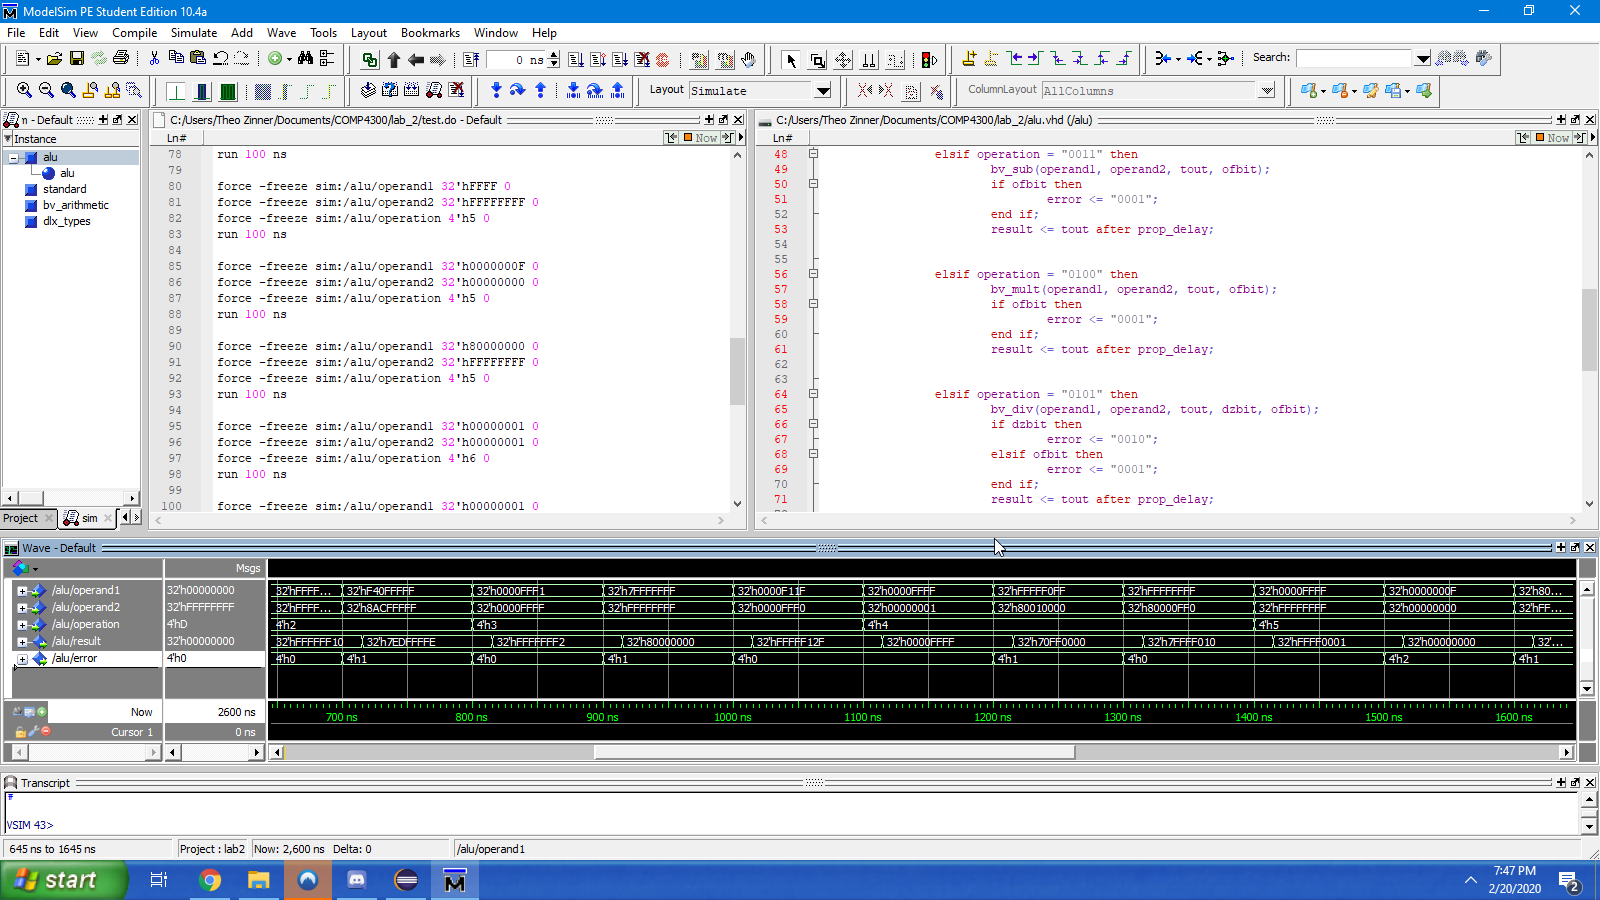 ModelSim PE Student Edition 10.4a
File Edit View Compile Simulate Add Wave Tools Layout Bookmarks Window Help
0 ns
Search:
Layout Simulate
ColumnLayout AllColumns
n - Default
Instance
alu
alu
standard
bv_arithmetic
dlx_types
Project
sim
C:/Users/Theo Zinner/Documents/COMP4300/lab_2/test.do - Default
Ln#
Now
78 run 100 ns
79
80 force -freeze sim:/alu/operand1 32'hFFFF 0
81 force -freeze sim:/alu/operand2 32'hFFFFFFFF 0
82 force -freeze sim:/alu/operation 4'h5 0
83 run 100 ns
84
85 force -freeze sim:/alu/operand1 32'h0000000F 0
86 force -freeze sim:/alu/operand2 32'h00000000 0
87 force -freeze sim:/alu/operation 4'h5 0
88 run 100 ns
89
90 force -freeze sim:/alu/operand1 32'h80000000 0
91 force -freeze sim:/alu/operand2 32'hFFFFFFFF 0
92 force -freeze sim:/alu/operation 4'h5 0
93 run 100 ns
94
95 force -freeze sim:/alu/operand1 32'h00000001 0
96 force -freeze sim:/alu/operand2 32'h00000001 0
97 force -freeze sim:/alu/operation 4'h6 0
98 run 100 ns
99
100 force -freeze sim:/alu/operand1 32'h00000001 0
C:/Users/Theo Zinner/Documents/COMP4300/lab_2/alu.vhd (/alu)
Ln#
Now
48 elsif operation = "0011" then
49 bv_sub(operand1, operand2, tout, ofbit);
50 if ofbit then
51 error <= "0001";
52 end if;
53 result <= tout after prop_delay;
54
55
56 elsif operation = "0100" then
57 bv_mult(operand1, operand2, tout, ofbit);
58 if ofbit then
59 error <= "0001";
60 end if;
61 result <= tout after prop_delay;
62
63
64 elsif operation = "0101" then
65 bv_div(operand1, operand2, tout, dzbit, ofbit);
66 if dzbit then
67 error <= "0010";
68 elsif ofbit then
69 error <= "0001";
70 end if;
71 result <= tout after prop_delay;
Wave - Default
Msgs
/alu/operand1 32'h00000000 32'hFFFF... 32'hF40FFFFF 32'h0000FFF1 32'h7FFFFFFF 32'h0000F11F 32'h0000FFFF 32'hFFFFF0FF 32'hFFFFFFFF 32'h0000FFFF 32'h0000000F 32'h80...
/alu/operand2 32'hFFFFFFFF 32'hFFFF... 32'h8ACFFFFF 32'h0000FFFF 32'hFFFFFFFF 32'h0000FFF0 32'h00000001 32'h80010000 32'h80000FF0 32'hFFFFFFFF 32'h00000000 32'hFF...
/alu/operation 4'hD 4'h2 4'h3 4'h4 4'h5
/alu/result 32'h00000000 32'hFFFFFF10 32'h7EDFFFFE 32'hFFFFFFF2 32'h80000000 32'hFFFFF12F 32'h0000FFFF 32'h70FF0000 32'h7FFFF010 32'hFFFF0001 32'h00000000 32'...
/alu/error 4'h0 4'h0 4'h1 4'h0 4'h1 4'h0 4'h1 4'h0 4'h2 4'h1
Now 2600 ns 700 ns 800 ns 900 ns 1000 ns 1100 ns 1200 ns 1300 ns 1400 ns 1500 ns 1600 ns
Cursor 1 0 ns
Transcript
VSIM 43>
645 ns to 1645 ns Project : lab2 Now: 2,600 ns Delta: 0 /alu/operand1
start
7:47 PM
2/20/2020
2